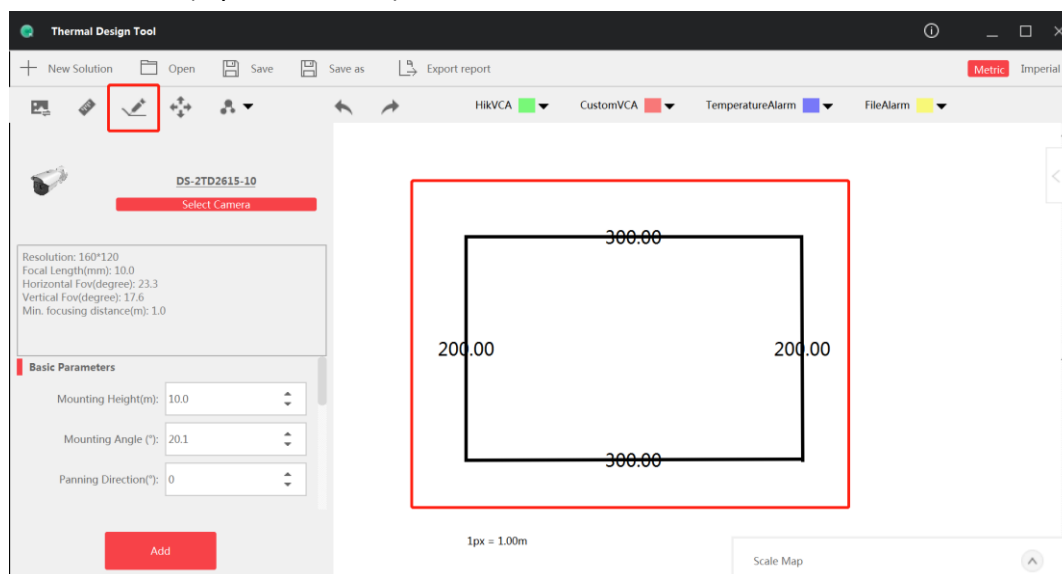 Thermal Design Tool
New Solution Open Save Save as Export report Metric Imperial
HikVCA CustomVCA TemperatureAlarm FileAlarm
DS-2TD2615-10
Select Camera
Resolution: 160*120
Focal Length(mm): 10.0
Horizontal Fov(degree): 23.3
Vertical Fov(degree): 17.6
Min. focusing distance(m): 1.0
Basic Parameters
Mounting Height(m): 10.0
Mounting Angle (°): 20.1
Panning Direction(°): 0
Add
300.00
200.00 200.00
300.00
1px = 1.00m
Scale Map